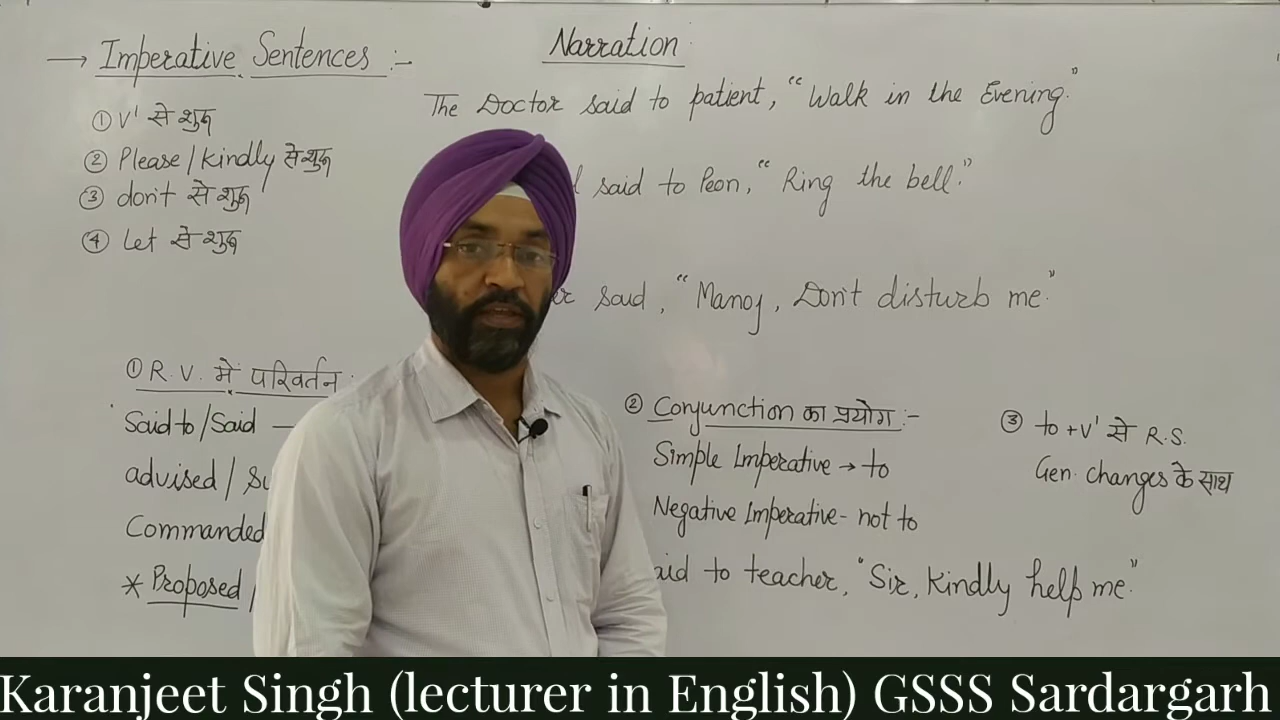 → Imperative Sentences :-
① V' से शुरू
② Please/kindly से शुरू
③ don't से शुरू
④ Let से शुरू
Narration
The Doctor said to patient, "Walk in the Evening."
said to Peon, "Ring the bell."
said, "Manoj, Don't disturb me."
① R.V. में परिवर्तन :
Said to/Said —
advised/
Commanded
* Proposed/
② Conjunction का प्रयोग :-
Simple Imperative → to
Negative Imperative - not to
③ to + V' से R.S.
Gen. changes के साथ
to teacher, "Sir, kindly help me."
Karanjeet Singh (lecturer in English) GSSS Sardargarh